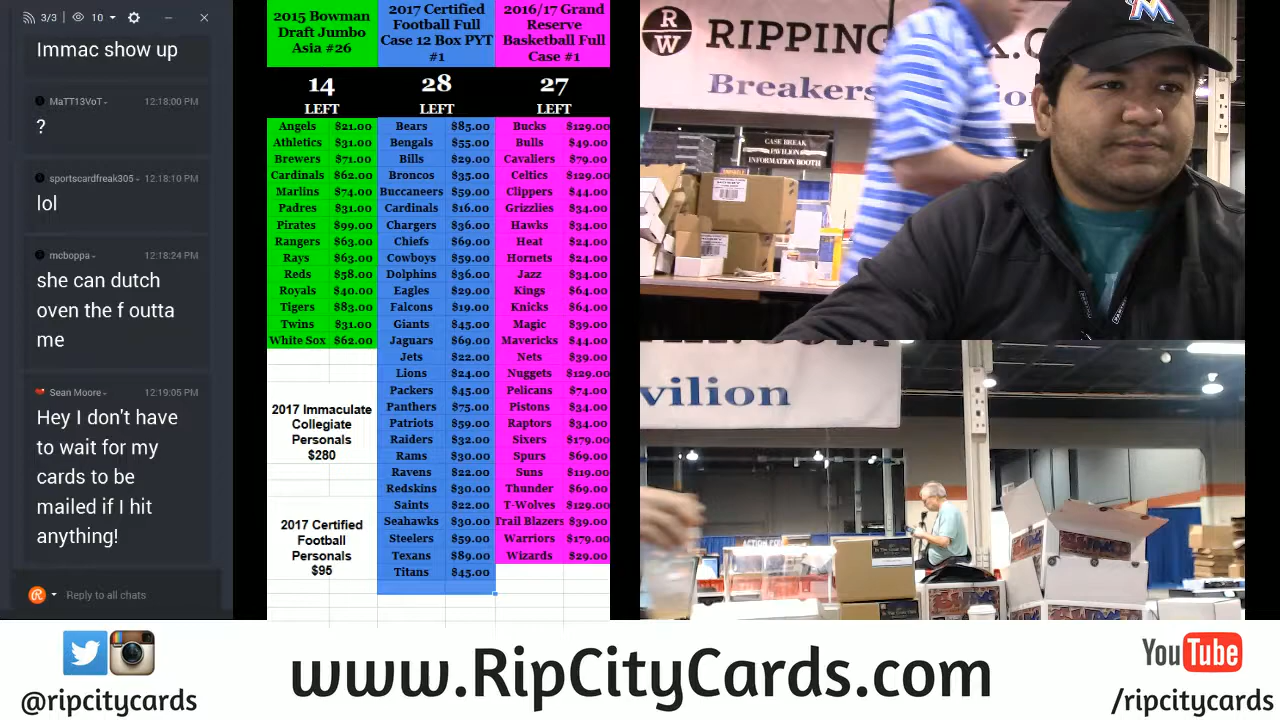 3/3 10
Immac show up
MaTT13VoT 12:18:00 PM
?
sportscardfreak305 12:18:10 PM
lol
mcboppa 12:18:24 PM
she can dutch
oven the f outta
me
Sean Moore 12:19:05 PM
Hey I don't have
to wait for my
cards to be
mailed if I hit
anything!
Reply to all chats
2015 Bowman
Draft Jumbo
Asia #26
14
LEFT
Angels $21.00
Athletics $31.00
Brewers $71.00
Cardinals $62.00
Marlins $74.00
Padres $31.00
Pirates $99.00
Rangers $63.00
Rays $63.00
Reds $58.00
Royals $40.00
Tigers $83.00
Twins $31.00
White Sox $62.00
2017 Immaculate
Collegiate
Personals
$280
2017 Certified
Football
Personals
$95
2017 Certified
Football Full
Case 12 Box PYT
#1
28
LEFT
Bears $85.00
Bengals $55.00
Bills $29.00
Broncos $35.00
Buccaneers $59.00
Cardinals $16.00
Chargers $36.00
Chiefs $69.00
Cowboys $59.00
Dolphins $36.00
Eagles $29.00
Falcons $19.00
Giants $45.00
Jaguars $69.00
Jets $22.00
Lions $24.00
Packers $45.00
Panthers $75.00
Patriots $59.00
Raiders $32.00
Rams $30.00
Ravens $22.00
Redskins $30.00
Saints $22.00
Seahawks $30.00
Steelers $59.00
Texans $89.00
Titans $45.00
2016/17 Grand
Reserve
Basketball Full
Case #1
27
LEFT
Bucks $129.00
Bulls $49.00
Cavaliers $79.00
Celtics $129.00
Clippers $44.00
Grizzlies $34.00
Hawks $34.00
Heat $24.00
Hornets $24.00
Jazz $34.00
Kings $64.00
Knicks $64.00
Magic $39.00
Mavericks $44.00
Nets $39.00
Nuggets $129.00
Pelicans $74.00
Pistons $34.00
Raptors $34.00
Sixers $179.00
Spurs $69.00
Suns $119.00
Thunder $69.00
T-Wolves $129.00
Trail Blazers $39.00
Warriors $179.00
Wizards $29.00
R
W
RIPPING
Breakers
CASE BREAK
PAVILION
INFORMATION BOOTH
M
vilion
@ripcitycards
www.RipCityCards.com
YouTube
/ripcitycards